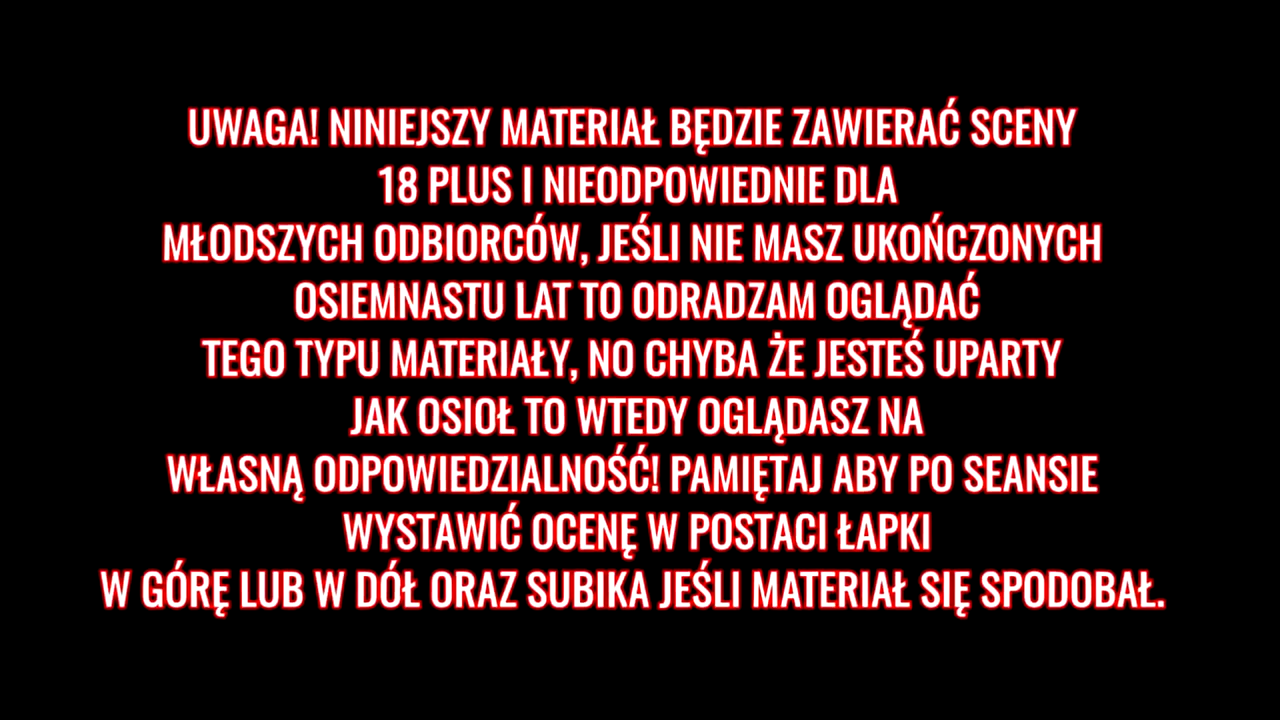 UWAGA! NINIEJSZY MATERIAŁ BĘDZIE ZAWIERAĆ SCENY
18 PLUS I NIEODPOWIEDNIE DLA
MŁODSZYCH ODBIORCÓW, JEŚLI NIE MASZ UKOŃCZONYCH
OSIEMNASTU LAT TO ODRADZAM OGLĄDAĆ
TEGO TYPU MATERIAŁY, NO CHYBA ŻE JESTEŚ UPARTY
JAK OSIOŁ TO WTEDY OGLĄDASZ NA
WŁASNĄ ODPOWIEDZIALNOŚĆ! PAMIĘTAJ ABY PO SEANSIE
WYSTAWIĆ OCENĘ W POSTACI ŁAPKI
W GÓRĘ LUB W DÓŁ ORAZ SUBIKA JEŚLI MATERIAŁ SIĘ SPODOBAŁ.